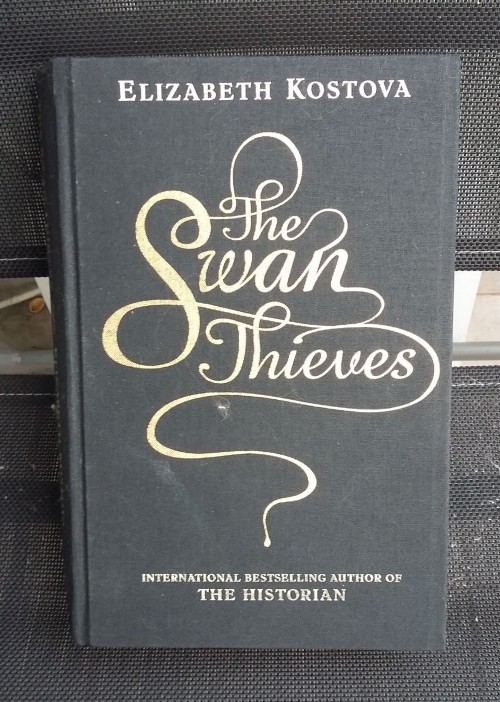 ELIZABETH KOSTOVA
The
Swan
Thieves
INTERNATIONAL BESTSELLING AUTHOR OF
THE HISTORIAN